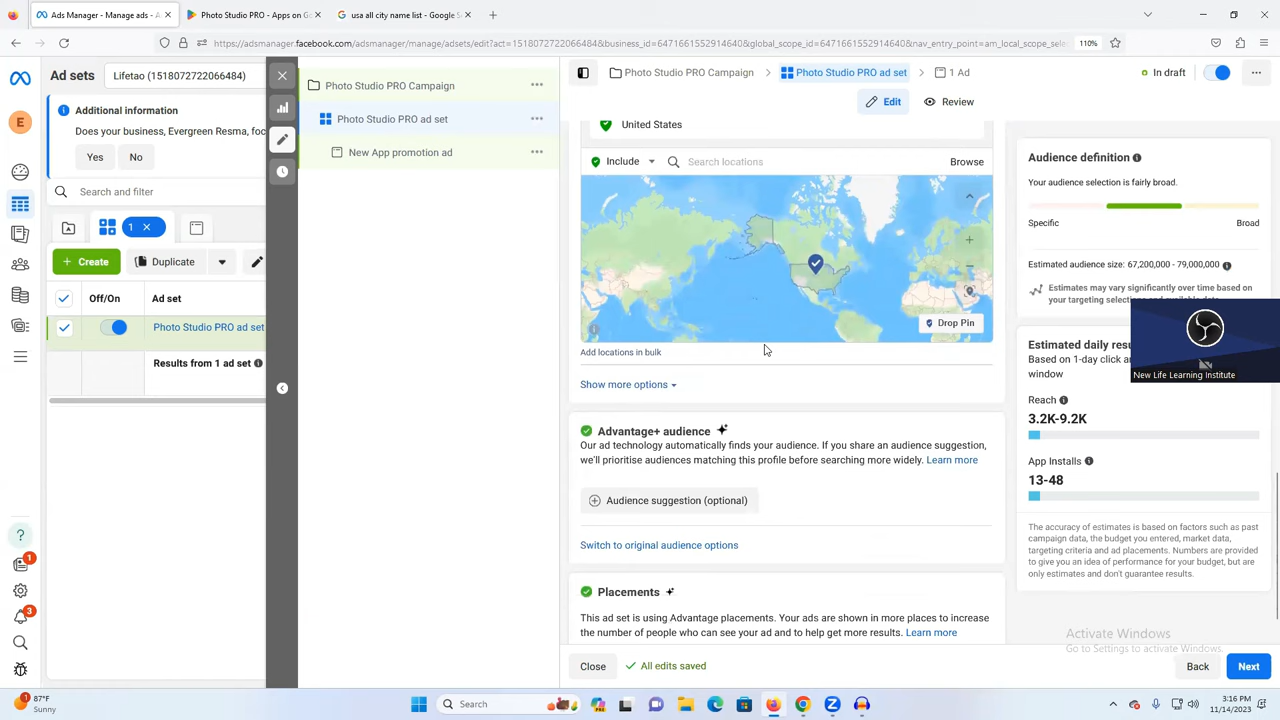 Ads Manager - Manage ads - A
Photo Studio PRO - Apps on G
usa all city name list - Google S
https://adsmanager.facebook.com/adsmanager/manage/adsets/edit?act=1518072722066484&business_id=6471661552914640&global_scope_id=6471661552914640&nav_entry_point=am_local_scope_sele
110%
Ad sets
Lifetao (1518072722066484)
Additional information
Does your business, Evergreen Resma, foc
Yes
No
Search and filter
1
Create
Duplicate
Off/On
Ad set
Photo Studio PRO ad set
Results from 1 ad set
E
1
3
Photo Studio PRO Campaign
Photo Studio PRO ad set
New App promotion ad
Photo Studio PRO Campaign
Photo Studio PRO ad set
1 Ad
In draft
Edit
Review
United States
Include
Search locations
Browse
Drop Pin
Add locations in bulk
Show more options
Advantage+ audience
Our ad technology automatically finds your audience. If you share an audience suggestion,
we'll prioritise audiences matching this profile before searching more widely. Learn more
Audience suggestion (optional)
Switch to original audience options
Placements
This ad set is using Advantage placements. Your ads are shown in more places to increase
the number of people who can see your ad and to help get more results. Learn more
Close
All edits saved
Back
Next
Audience definition
Your audience selection is fairly broad.
Specific
Broad
Estimated audience size: 67,200,000 - 79,000,000
Estimates may vary significantly over time based on
your targeting selections and available data.
New Life Learning Institute
Estimated daily resu
Based on 1-day click an
window
Reach
3.2K-9.2K
App Installs
13-48
The accuracy of estimates is based on factors such as past
campaign data, the budget you entered, market data,
targeting criteria and ad placements. Numbers are provided
to give you an idea of performance for your budget, but are
only estimates and don't guarantee results.
Activate Windows
Go to Settings to activate Windows.
1
87°F
Sunny
Search
3:16 PM
11/14/2023